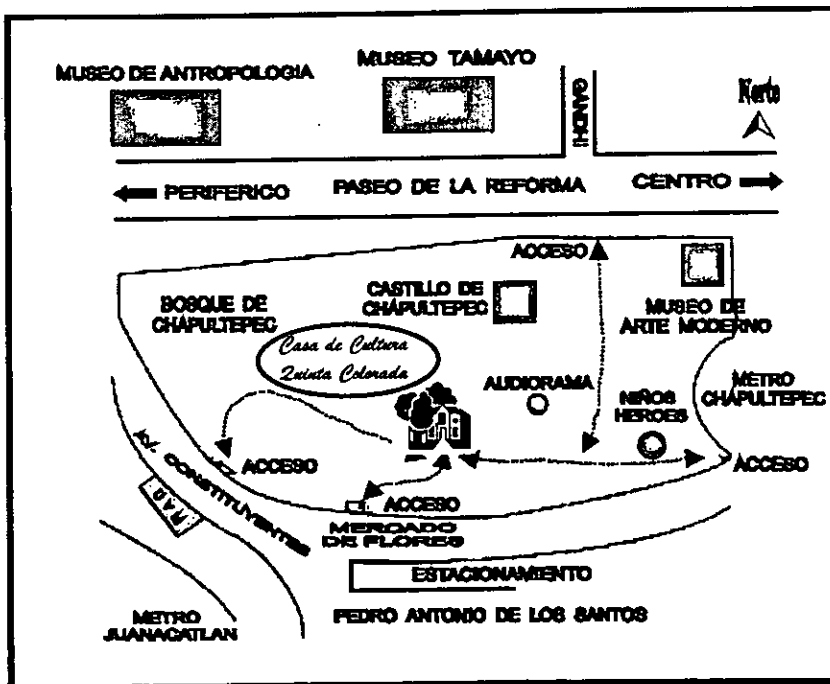 MUSEO DE ANTROPOLOGIA
MUSEO TAMAYO
GANDHI
Norte
PERIFERICO
PASEO DE LA REFORMA
CENTRO
ACCESO
BOSQUE DE
CHAPULTEPEC
CASTILLO DE
CHAPULTEPEC
MUSEO DE
ARTE MODERNO
Casa de Cultura
Quinta Colorada
AUDIORAMA
NIÑOS
HEROES
METRO
CHAPULTEPEC
ACCESO
ACCESO
ACCESO
AV. CONSTITUYENTES
MERCADO
DE FLORES
ESTACIONAMIENTO
METRO
JUANACATLAN
PEDRO ANTONIO DE LOS SANTOS